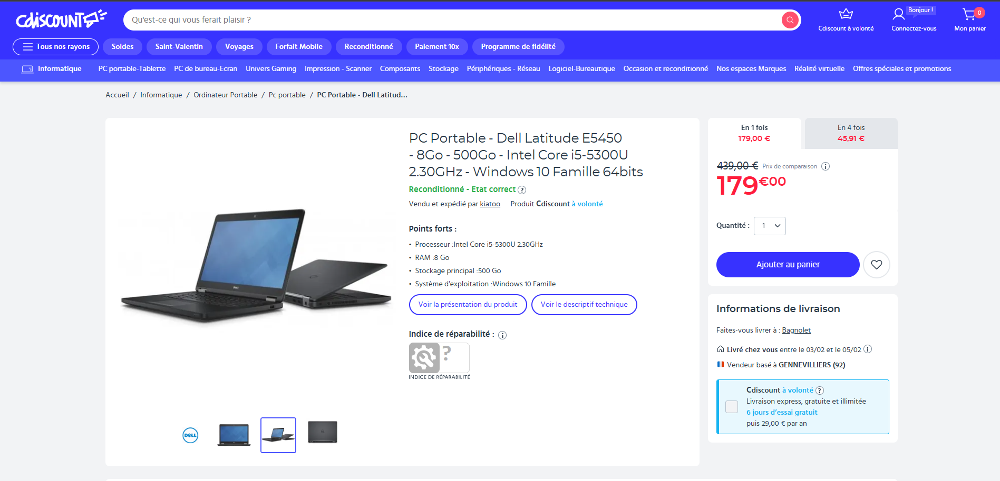 Cdiscount
Qu'est-ce qui vous ferait plaisir ?
Cdiscount à volonté
Bonjour !
Connectez-vous
0
Mon panier
Tous nos rayons
Soldes
Saint-Valentin
Voyages
Forfait Mobile
Reconditionné
Paiement 10x
Programme de fidélité
Informatique
PC portable-Tablette
PC de bureau-Ecran
Univers Gaming
Impression - Scanner
Composants
Stockage
Périphériques - Réseau
Logiciel-Bureautique
Occasion et reconditionné
Nos espaces Marques
Réalité virtuelle
Offres spéciales et promotions
Accueil / Informatique / Ordinateur Portable / Pc portable / PC Portable - Dell Latitud...
PC Portable - Dell Latitude E5450
- 8Go - 500Go - Intel Core i5-5300U
2.30GHz - Windows 10 Famille 64bits
Reconditionné - Etat correct ?
Vendu et expédié par kiatoo
Produit Cdiscount à volonté
Points forts :
• Processeur :Intel Core i5-5300U 2.30GHz
• RAM :8 Go
• Stockage principal :500 Go
• Système d'exploitation :Windows 10 Famille
Voir la présentation du produit
Voir le descriptif technique
Indice de réparabilité : i
?
INDICE DE RÉPARABILITÉ
DELL
DELL
En 1 fois
179,00 €
En 4 fois
45,91 €
439,00 € Prix de comparaison i
179€00
Quantité : 1
Ajouter au panier
Informations de livraison
Faites-vous livrer à : Bagnolet
Livré chez vous entre le 03/02 et le 05/02 i
Vendeur basé à GENNEVILLIERS (92)
Cdiscount à volonté ?
Livraison express, gratuite et illimitée
6 jours d’essai gratuit
puis 29,00 € par an